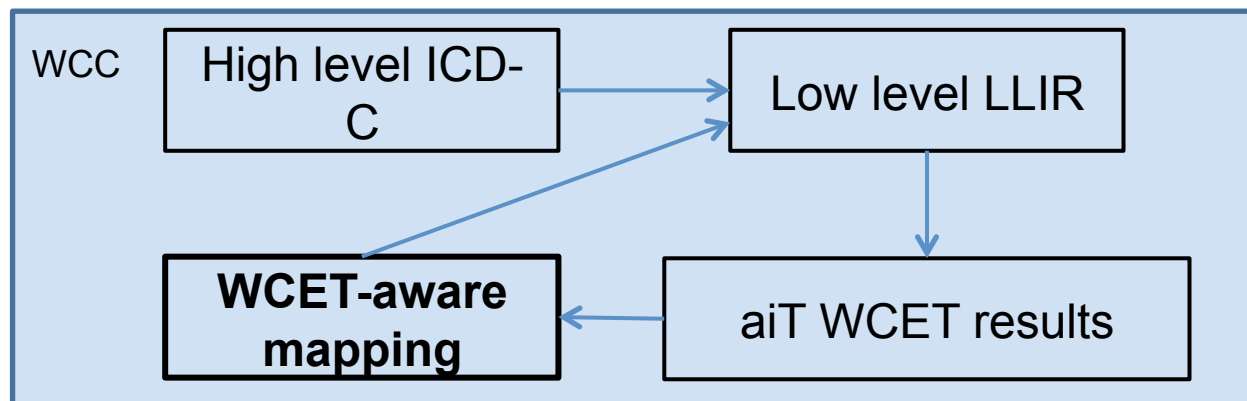 WCC
High level ICD-
C
Low level LLIR
WCET-aware
mapping
aiT WCET results